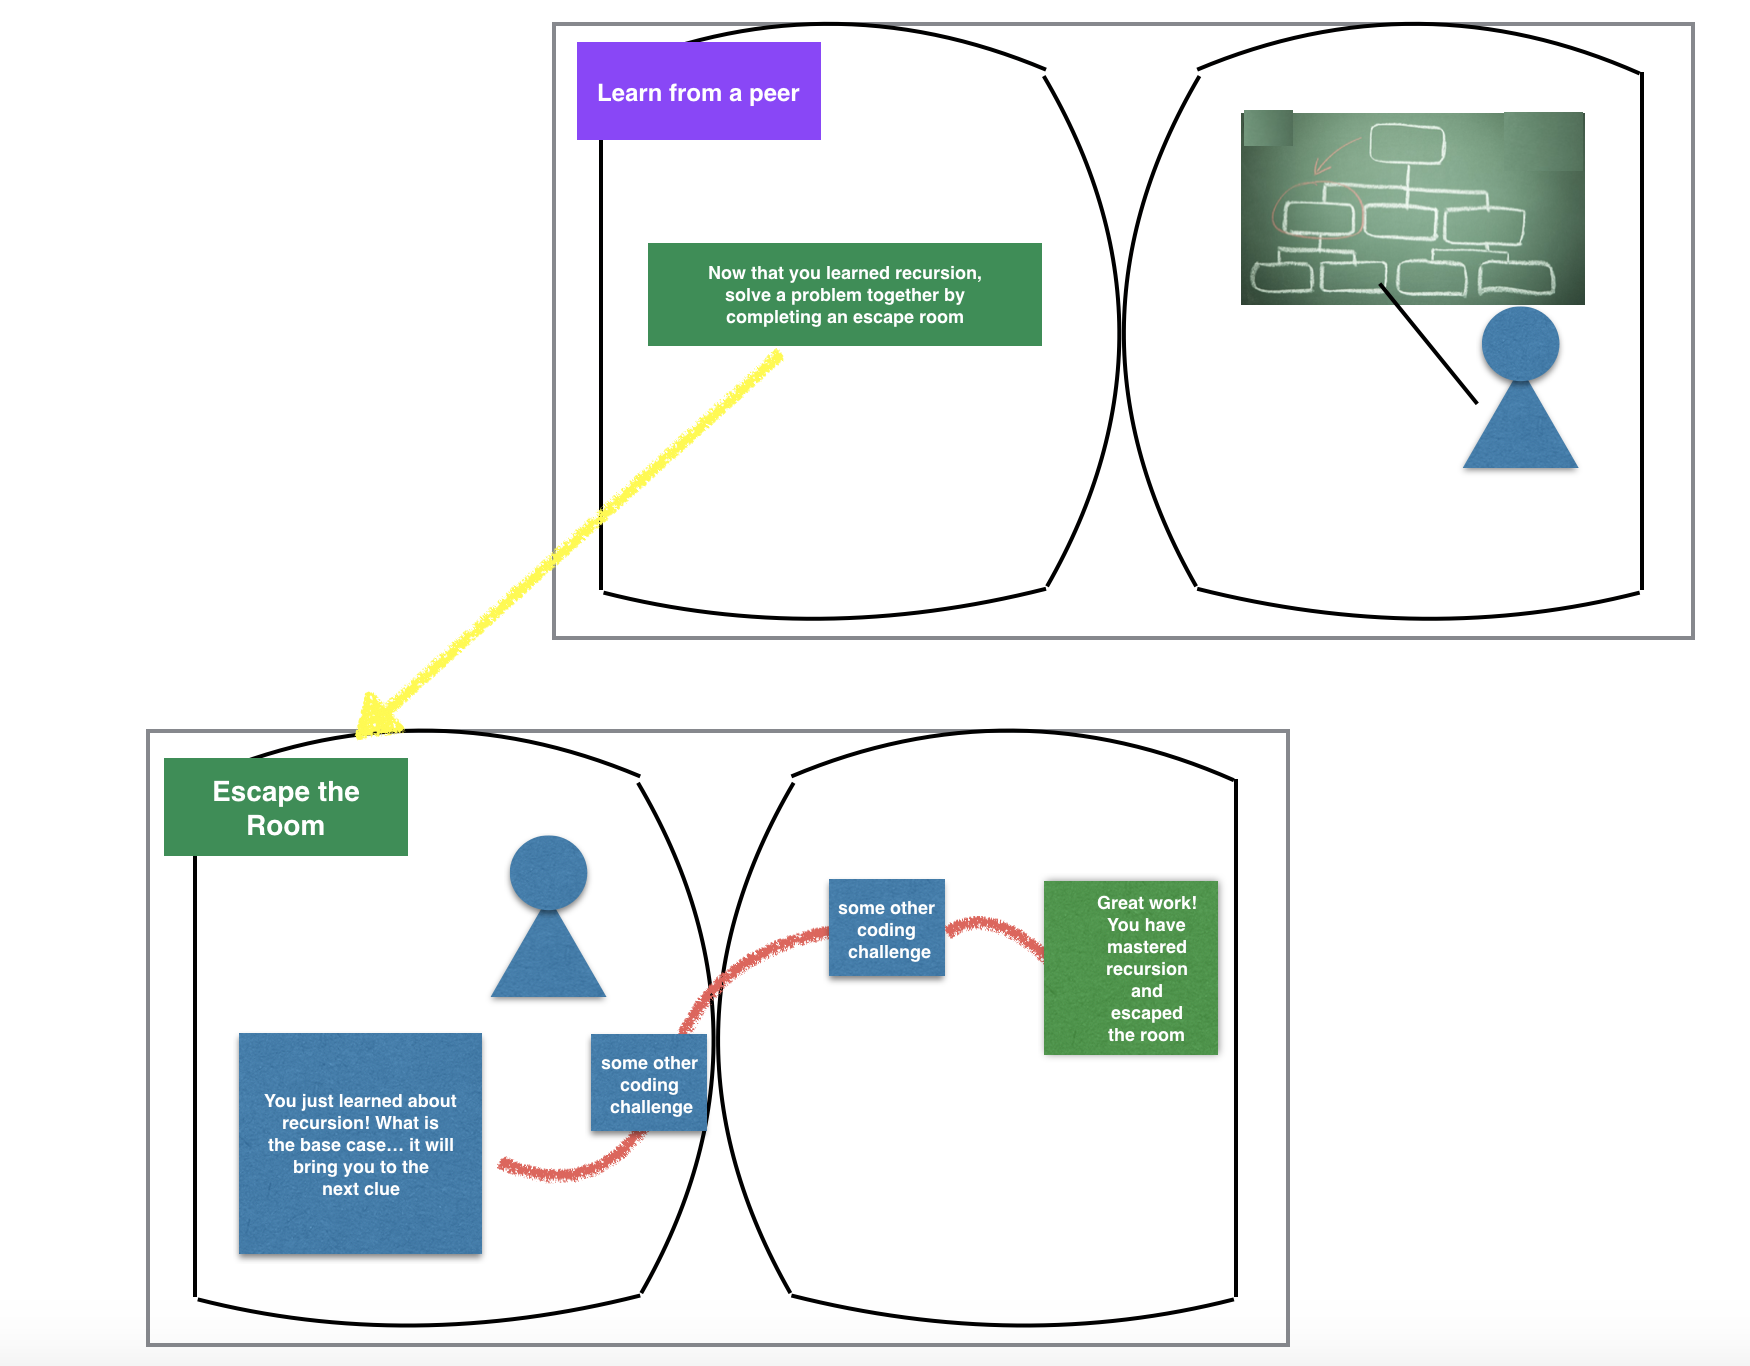 Learn from a peer
Now that you learned recursion,
solve a problem together by
completing an escape room
Escape the
Room
You just learned about
recursion! What is
the base case... it will
bring you to the
next clue
some other
coding
challenge
some other
coding
challenge
Great work!
You have
mastered
recursion
and
escaped
the room